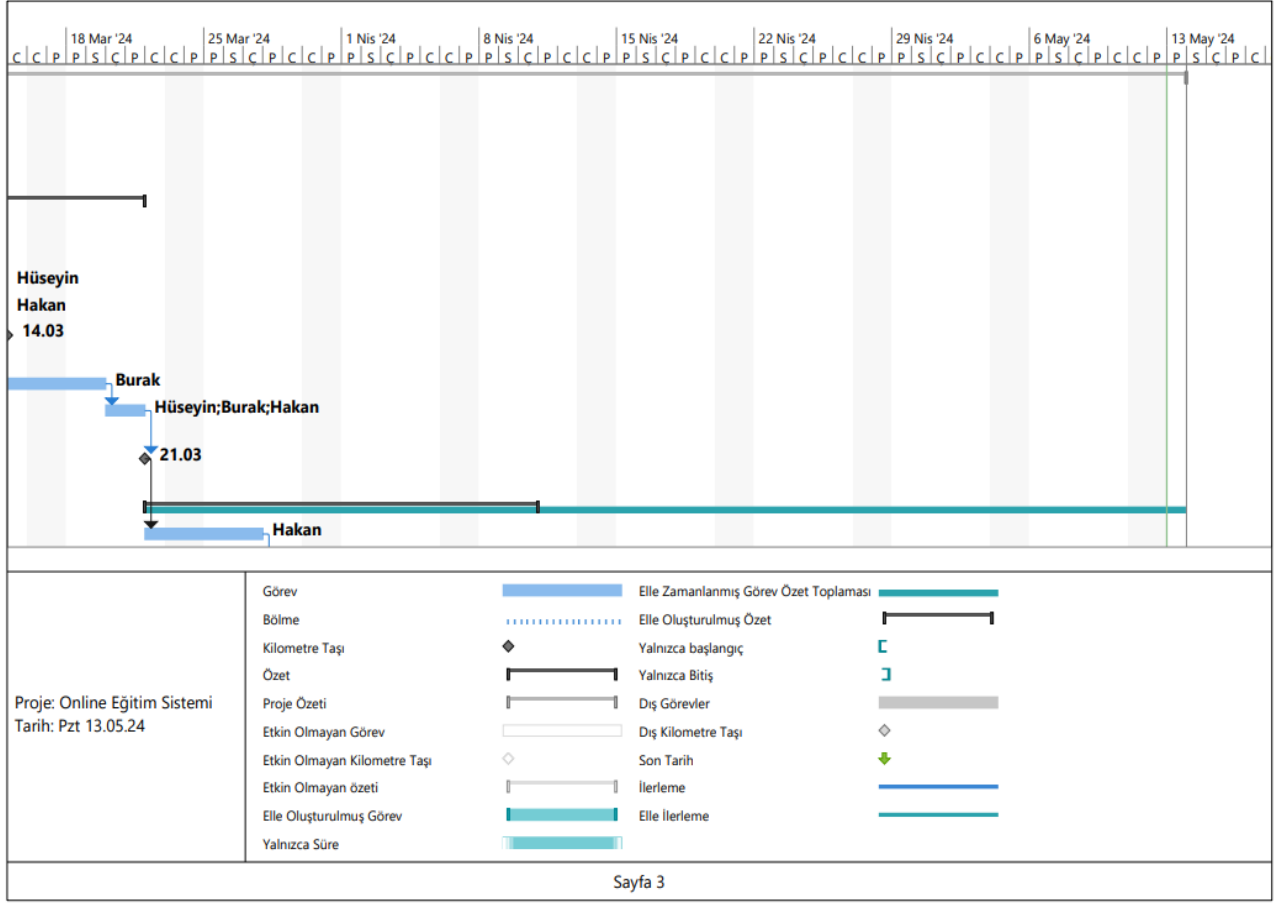 18 Mar '24 25 Mar '24 1 Nis '24 8 Nis '24 15 Nis '24 22 Nis '24 29 Nis '24 6 May '24 13 May '24
C C P P S Ç P C C P P S Ç P C C P P S Ç P C C P P S Ç P C C P P S Ç P C C P P S Ç P C C P P S Ç P C C P P S Ç P C C P P S Ç P C
Hüseyin
Hakan
14.03
Burak
Hüseyin;Burak;Hakan
21.03
Hakan
Proje: Online Eğitim Sistemi
Tarih: Pzt 13.05.24
Görev
Bölme
Kilometre Taşı
Özet
Proje Özeti
Etkin Olmayan Görev
Etkin Olmayan Kilometre Taşı
Etkin Olmayan özeti
Elle Oluşturulmuş Görev
Yalnızca Süre
Elle Zamanlanmış Görev Özet Toplaması
Elle Oluşturulmuş Özet
Yalnızca başlangıç
Yalnızca Bitiş
Dış Görevler
Dış Kilometre Taşı
Son Tarih
İlerleme
Elle İlerleme
Sayfa 3